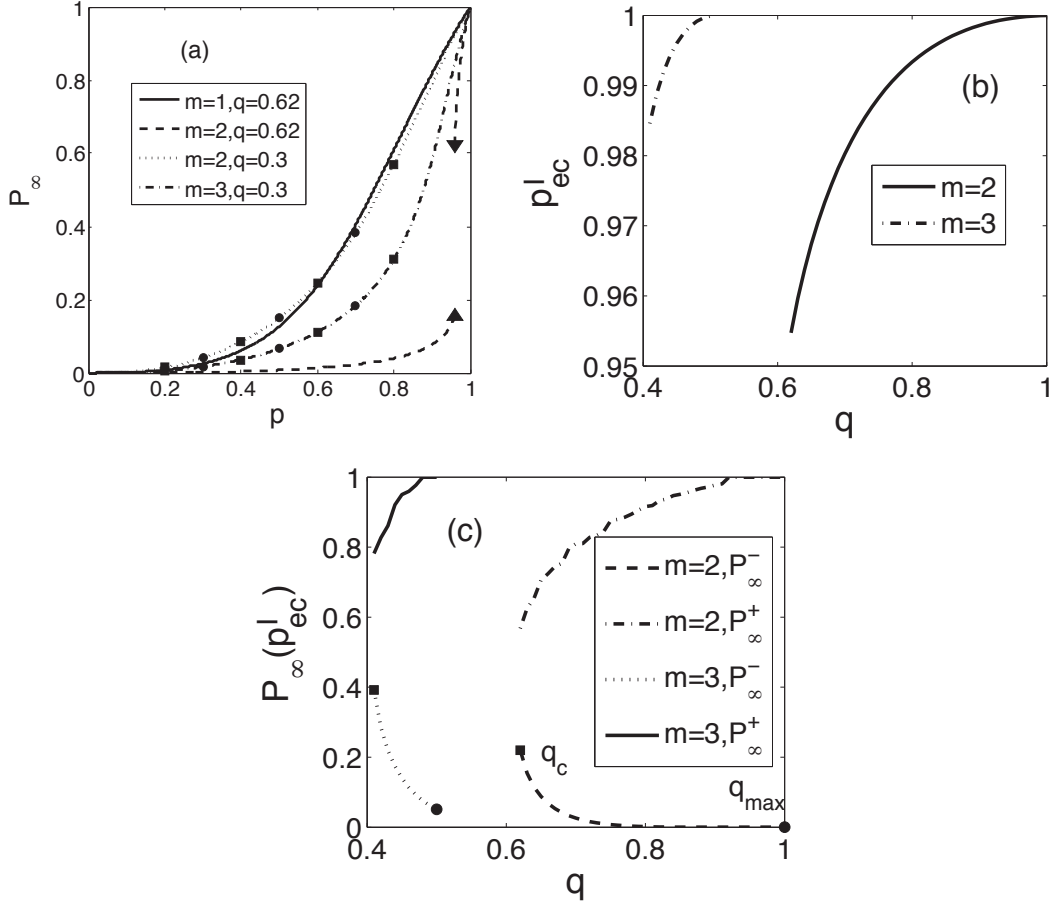 (a)
m=1,q=0.62
m=2,q=0.62
m=2,q=0.3
m=3,q=0.3
P∞
1
0.8
0.6
0.4
0.2
0
0 0.2 0.4 0.6 0.8 1
p
(b)
m=2
m=3
p^I_ec
1
0.99
0.98
0.97
0.96
0.95
0.4 0.6 0.8 1
q
(c)
m=2,P^-_∞
m=2,P^+_∞
m=3,P^-_∞
m=3,P^+_∞
q_c
q_max
P_∞(p^I_ec)
1
0.8
0.6
0.4
0.2
0
0.4 0.6 0.8 1
q